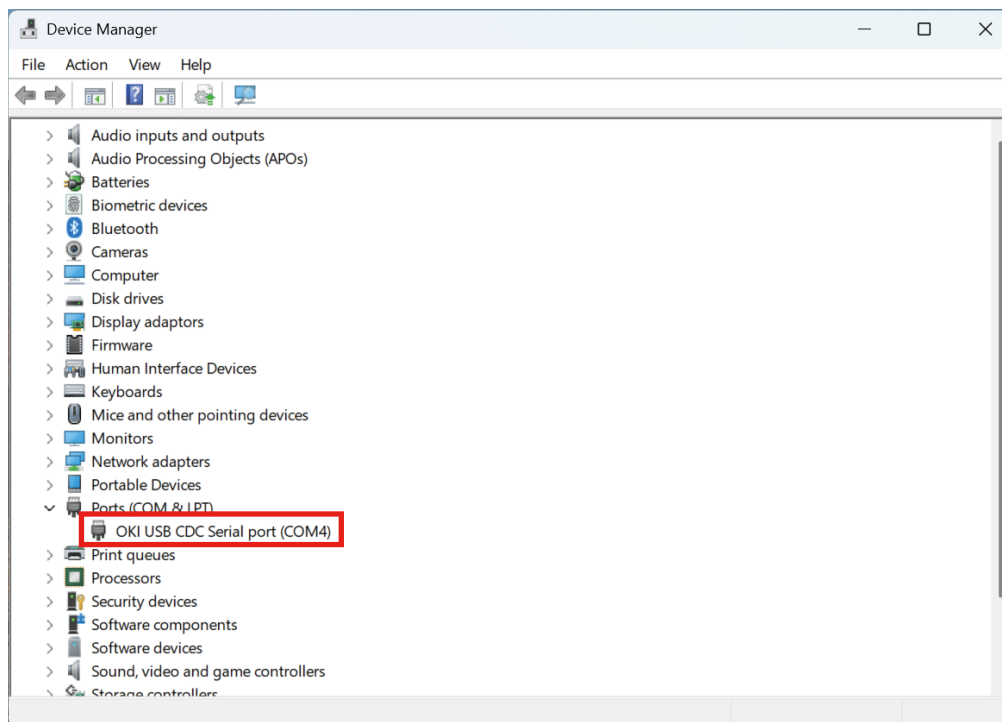 Device Manager
File Action View Help
Audio inputs and outputs
Audio Processing Objects (APOs)
Batteries
Biometric devices
Bluetooth
Cameras
Computer
Disk drives
Display adaptors
Firmware
Human Interface Devices
Keyboards
Mice and other pointing devices
Monitors
Network adapters
Portable Devices
Ports (COM & LPT)
OKI USB CDC Serial port (COM4)
Print queues
Processors
Security devices
Software components
Software devices
Sound, video and game controllers
Storage controllers